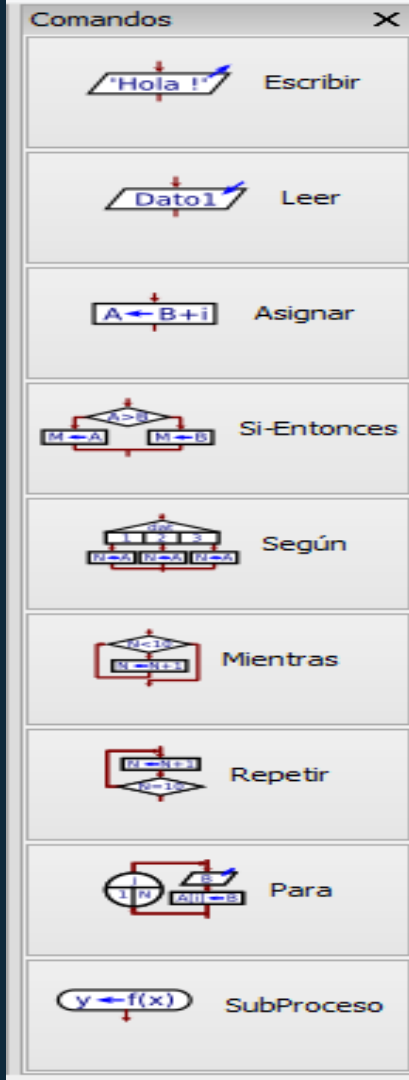 Comandos
'Hola !' Escribir
Dato1 Leer
A←B+i Asignar
A>B
M←A M←B Si-Entonces
dat
1 2 3
N←A N←A N←A Según
N<10
N←N+1 Mientras
N←N+1
N=10 Repetir
i
1 N
B
A[i]←B Para
y←f(x) SubProceso